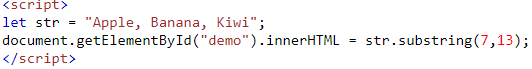 <script>
let str = "Apple, Banana, Kiwi";
document.getElementById("demo").innerHTML = str.substring(7,13);
</script>